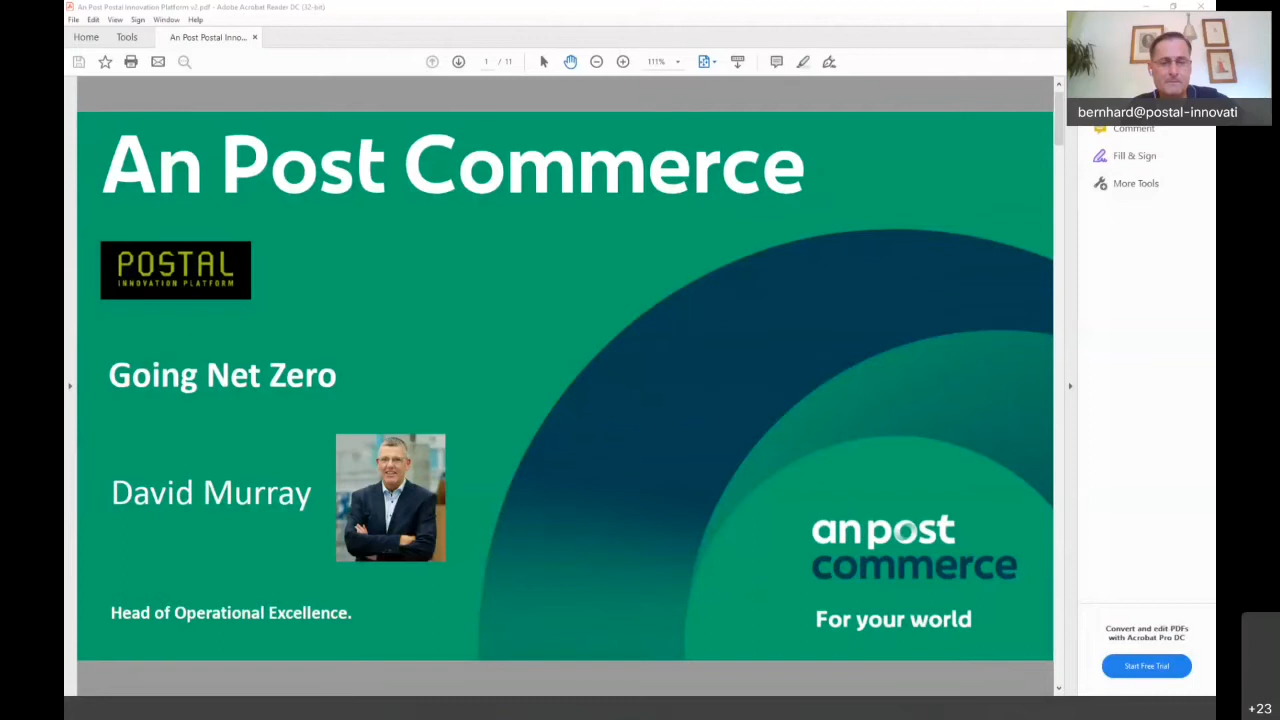 An Post Postal Innovation Platform v2.pdf - Adobe Acrobat Reader DC (32-bit)
File Edit View Sign Window Help
Home Tools An Post Postal Inno... ×
1 / 11 111%
bernhard@postal-innovati
Comment
Fill & Sign
More Tools
An Post Commerce
POSTAL
INNOVATION PLATFORM
Going Net Zero
David Murray
Head of Operational Excellence.
an post
commerce
For your world
Convert and edit PDFs
with Acrobat Pro DC
Start Free Trial
+23